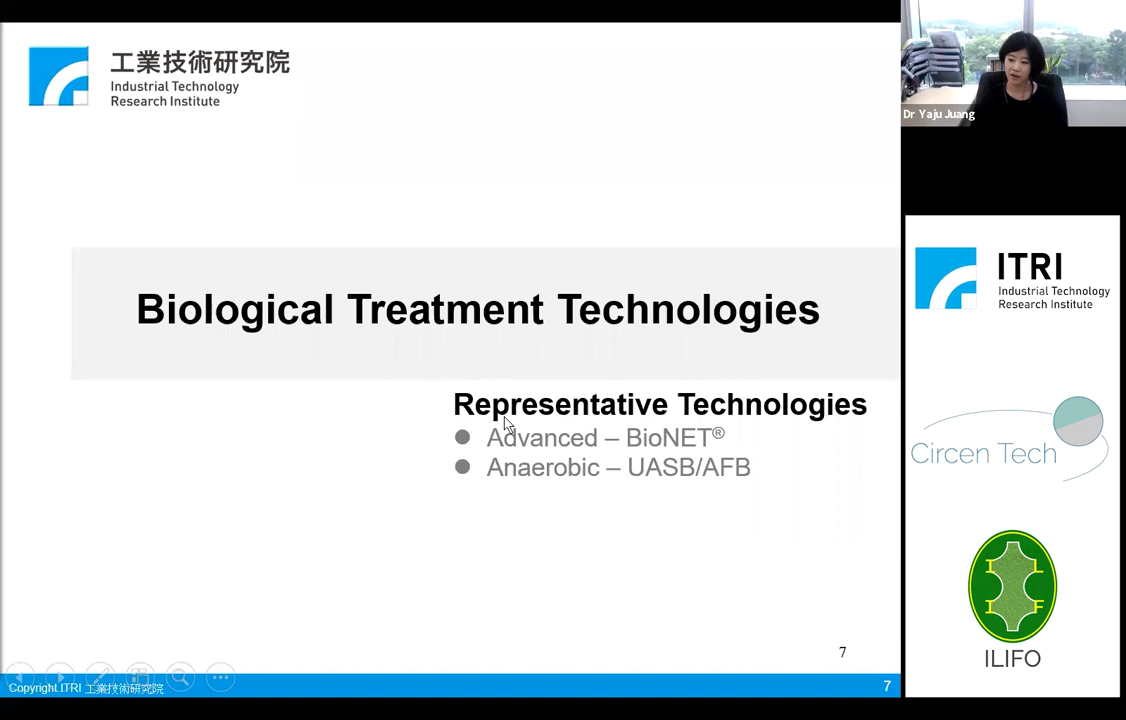 工業技術研究院
Industrial Technology
Research Institute
Biological Treatment Technologies
Representative Technologies
● Advanced – BioNET®
● Anaerobic – UASB/AFB
7
Copyright ITRI 工業技術研究院
7
Dr Yaju Juang
ITRI
Industrial Technology
Research Institute
Circen Tech
I L
I F
ILIFO